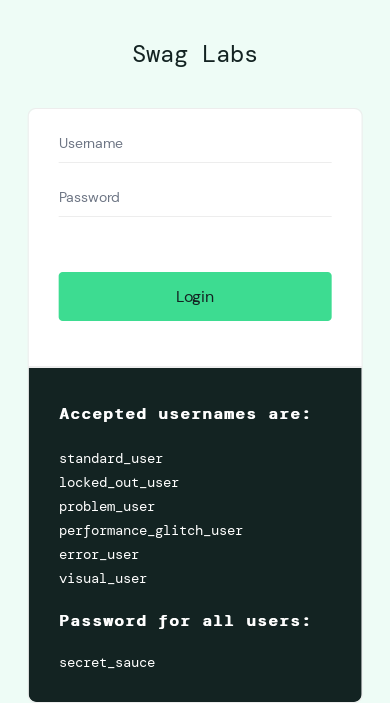 Swag Labs
Username
Password
Login
Accepted usernames are:
standard_user
locked_out_user
problem_user
performance_glitch_user
error_user
visual_user
Password for all users:
secret_sauce